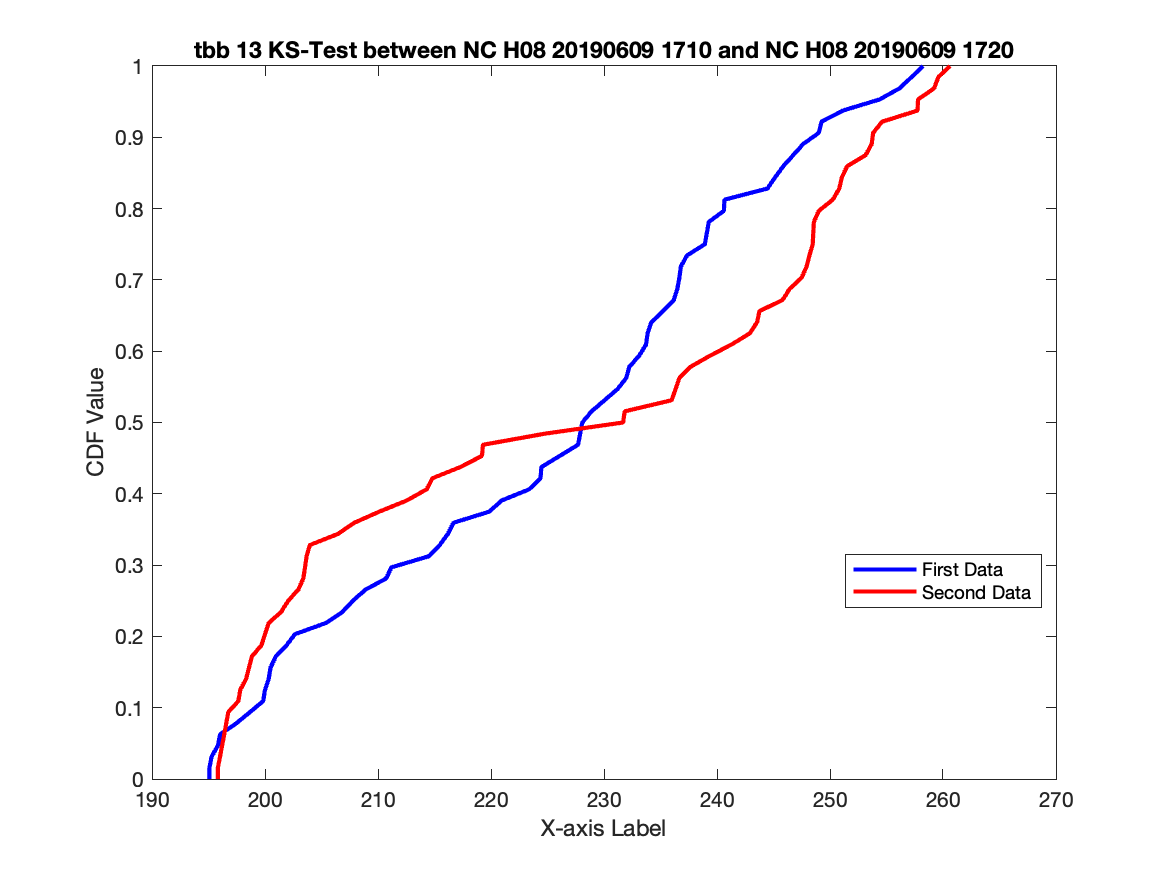 tbb 13 KS-Test between NC H08 20190609 1710 and NC H08 20190609 1720
1
0.9
0.8
0.7
0.6
0.5
0.4
0.3
0.2
0.1
0
CDF Value
First Data
Second Data
190 200 210 220 230 240 250 260 270
X-axis Label